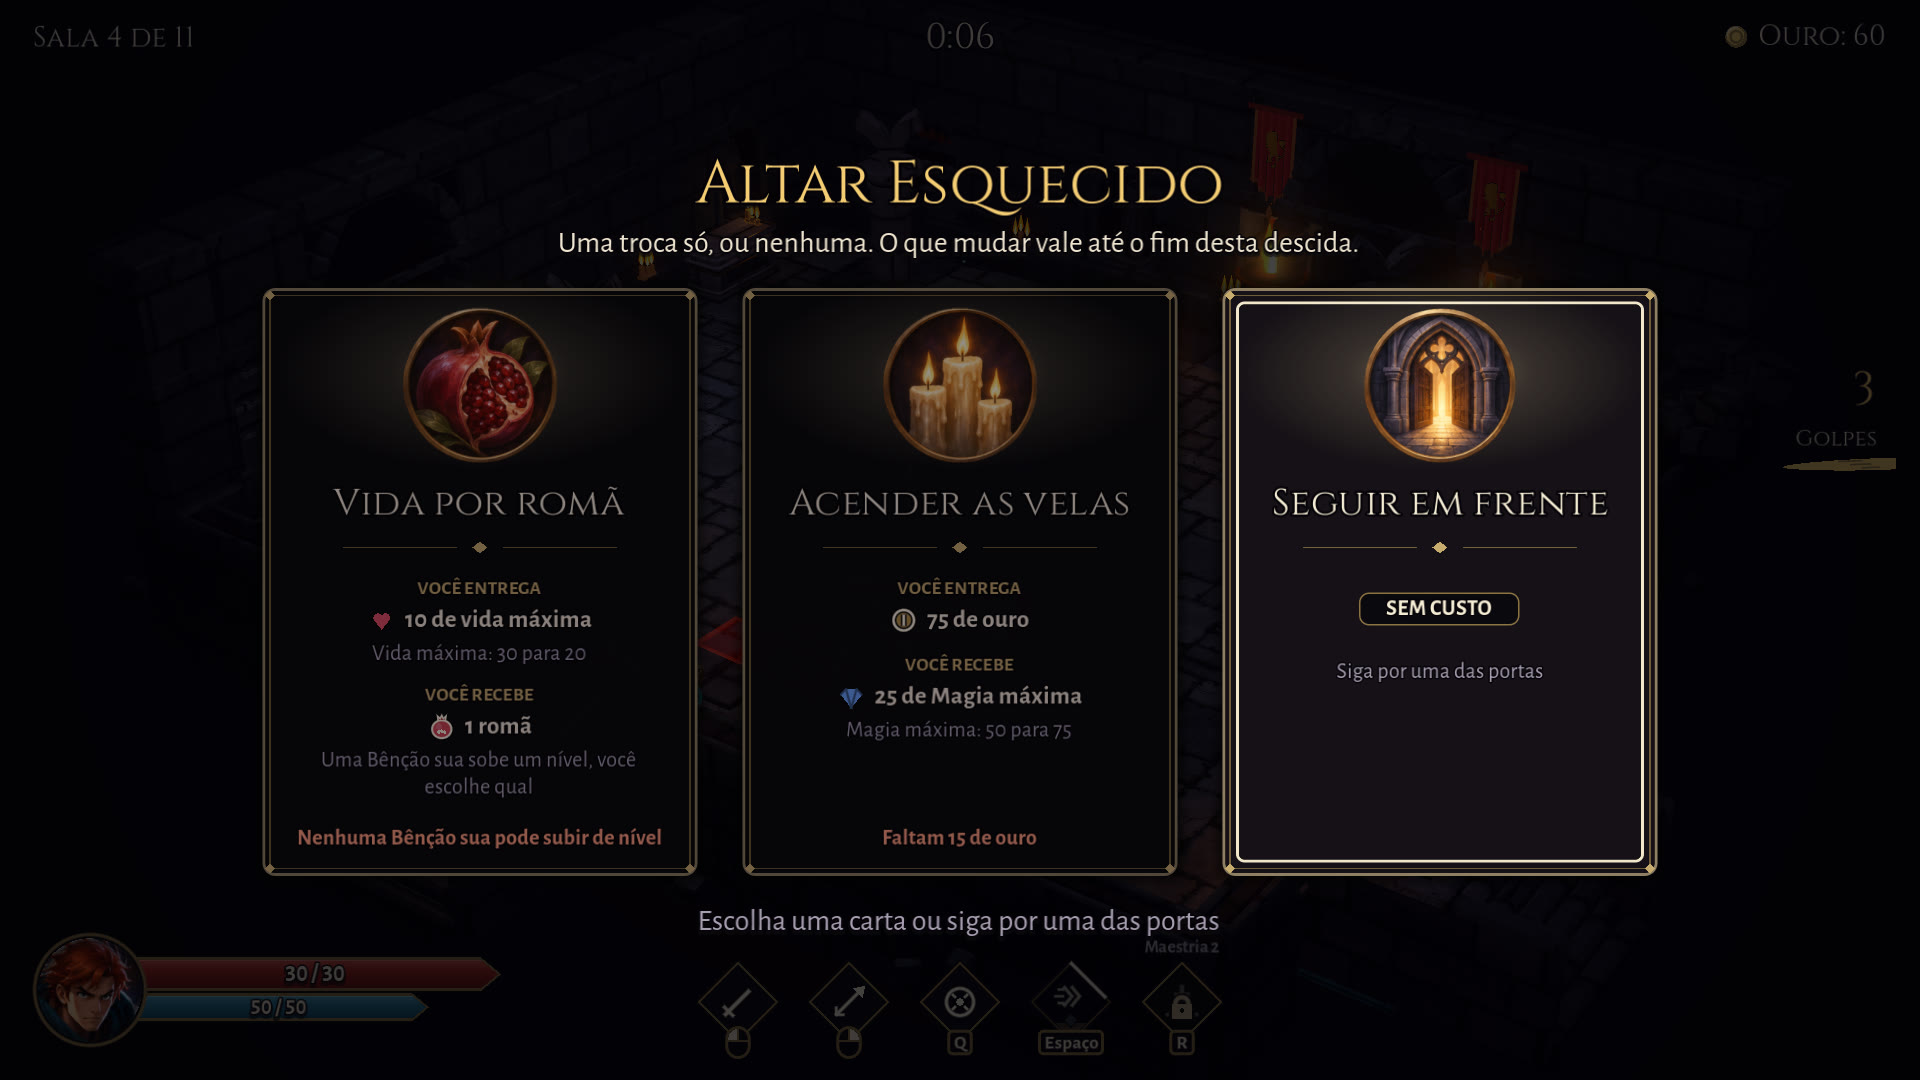 Sala 4 de 11
0:06
Ouro: 60
Altar Esquecido
Uma troca só, ou nenhuma. O que mudar vale até o fim desta descida.
Vida por romã
VOCÊ ENTREGA
10 de vida máxima
Vida máxima: 30 para 20
VOCÊ RECEBE
1 romã
Uma Bênção sua sobe um nível, você
escolhe qual
Nenhuma Bênção sua pode subir de nível
Acender as velas
VOCÊ ENTREGA
75 de ouro
VOCÊ RECEBE
25 de Magia máxima
Magia máxima: 50 para 75
Faltam 15 de ouro
Seguir em frente
SEM CUSTO
Siga por uma das portas
3
Golpes
Escolha uma carta ou siga por uma das portas
Maestria 2
30/30
50/50
Q
Espaço
R